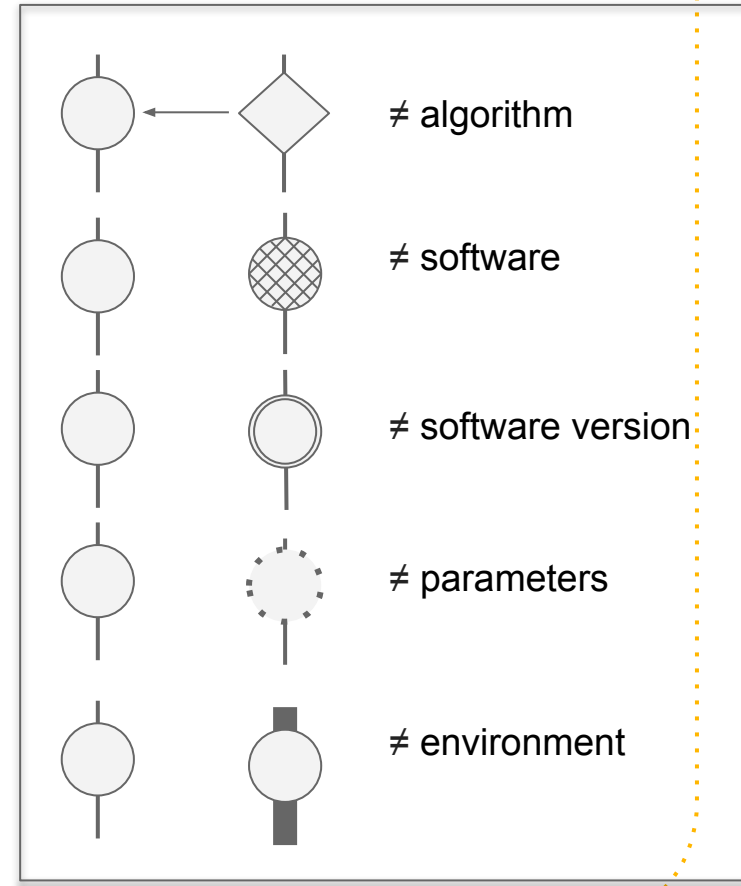 ≠ algorithm
≠ software
≠ software version
≠ parameters
≠ environment